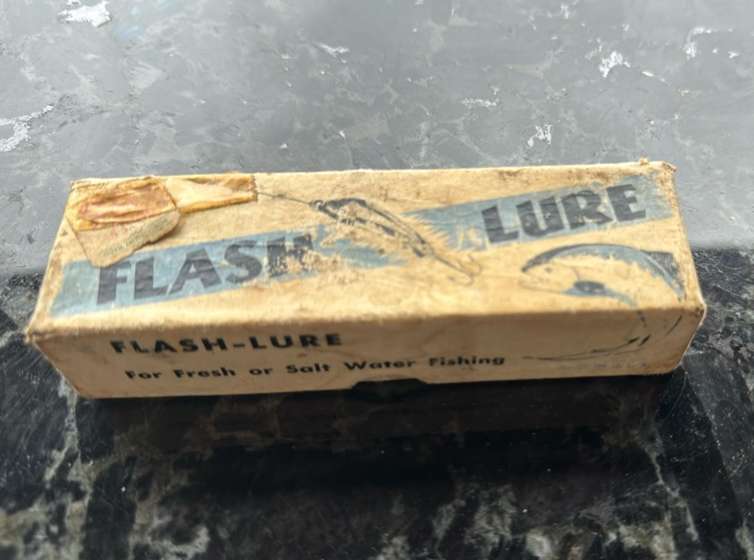 FLASH LURE
FLASH-LURE
For Fresh or Salt Water Fishing